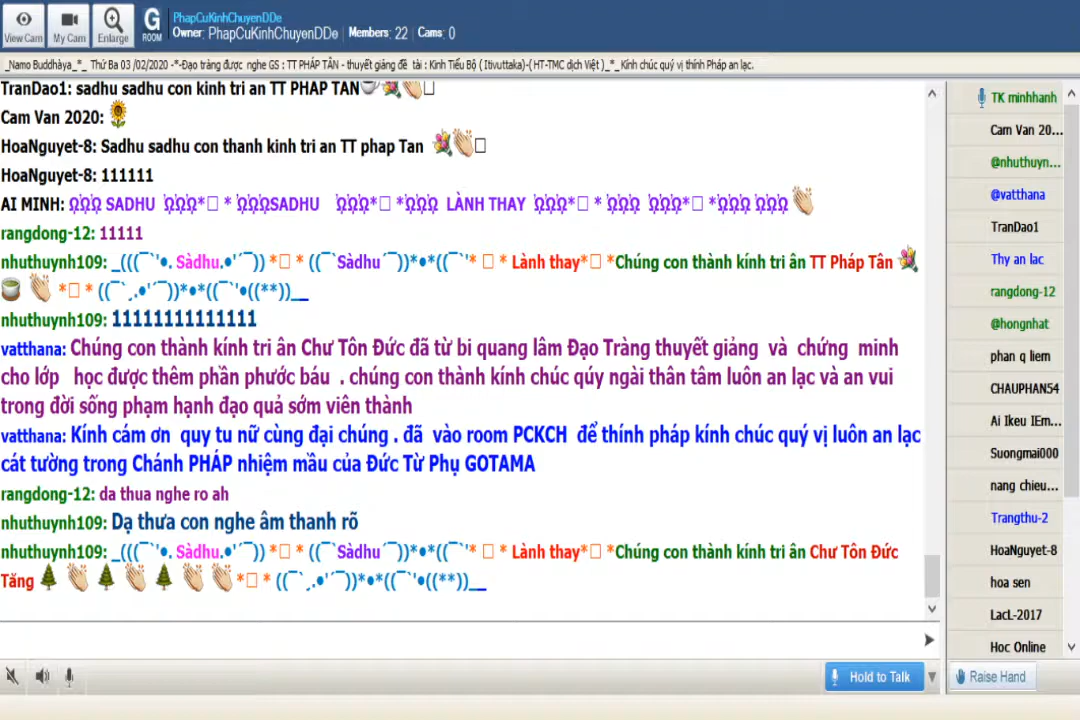 View Cam
My Cam
Enlarge
G
ROOM
PhapCuKinhChuyenDDe
Owner: PhapCuKinhChuyenDDe
Members: 22
Cams: 0
_Namo Buddhàya_*_ Thứ Ba 03 /02/2020 -*-Đạo tràng được nghe GS : TT PHÁP TÂN - thuyết giảng đề tài : Kinh Tiểu Bộ ( Itivuttaka)-( HT-TMC dịch Việt )_*_Kính chúc quý vị thính Pháp an lạc.
TranDao1: sadhu sadhu con kinh tri an TT PHAP TAN
Cam Van 2020:
HoaNguyet-8: Sadhu sadhu con thanh kinh tri an TT phap Tan
HoaNguyet-8: 111111
AI MINH: ῼῼῼ SADHU ῼῼῼ* * ῼῼῼSADHU ῼῼῼ* *ῼῼῼ LÀNH THAY ῼῼῼ* * ῼῼῼ ῼῼῼ* *ῼῼῼ ῼῼῼ
rangdong-12: 11111
nhuthuynh109: _(((¯`'•. Sàdhu.•'´¯)) * * ((¯`Sàdhu´¯))*•*((¯`'* * Lành thay* *Chúng con thành kính tri ân TT Pháp Tân
* * ((¯`¸.•'´¯))*•*((¯`'•((**))__
nhuthuynh109: 11111111111111
vatthana: Chúng con thành kính tri ân Chư Tôn Đức đã từ bi quang lâm Đạo Tràng thuyết giảng và chứng minh
cho lớp học được thêm phần phước báu . chúng con thành kính chúc qúy ngài thân tâm luôn an lạc và an vui
trong đời sống phạm hạnh đạo quả sớm viên thành
vatthana: Kính cám ơn quy tu nữ cùng đại chúng . đã vào room PCKCH để thính pháp kính chúc quý vị luôn an lạc
cát tường trong Chánh PHÁP nhiệm mầu của Đức Từ Phụ GOTAMA
rangdong-12: da thua nghe ro ah
nhuthuynh109: Dạ thưa con nghe âm thanh rõ
nhuthuynh109: _(((¯`'•. Sàdhu.•'´¯)) * * ((¯`Sàdhu´¯))*•*((¯`'* * Lành thay* *Chúng con thành kính tri ân Chư Tôn Đức
Tăng * * ((¯`¸.•'´¯))*•*((¯`'•((**))__
Hold to Talk
TK minhhanh
Cam Van 20...
@nhuthuyn...
@vatthana
TranDao1
Thy an lac
rangdong-12
@hongnhat
phan q liem
CHAUPHAN54
Ai Ikeu IEm...
Suongmai000
nang chieu...
Trangthu-2
HoaNguyet-8
hoa sen
LacL-2017
Hoc Online
Raise Hand